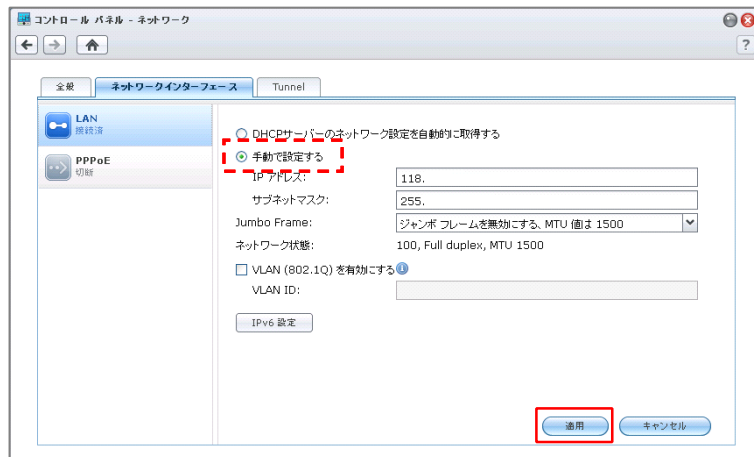 コントロール パネル - ネットワーク
?
全般 ネットワークインターフェース Tunnel
LAN
接続済
PPPoE
切断
DHCPサーバーのネットワーク設定を自動的に取得する
手動で設定する
IP アドレス: 118.
サブネットマスク: 255.
Jumbo Frame: ジャンボ フレームを無効にする、MTU 値は 1500
ネットワーク状態: 100, Full duplex, MTU 1500
VLAN (802.1Q) を有効にする
VLAN ID:
IPv6 設定
適用 キャンセル